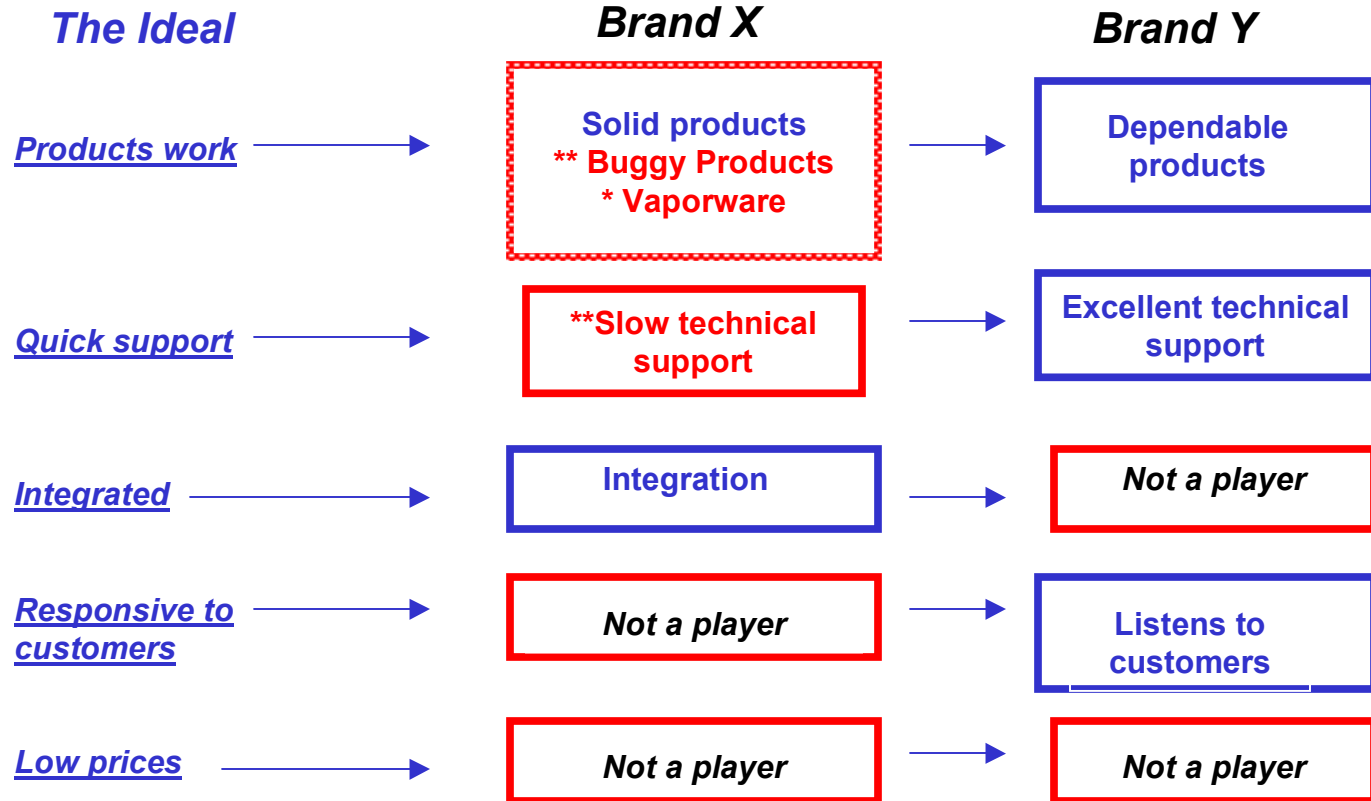 The Ideal
Brand X
Brand Y
Products work
Solid products
** Buggy Products
* Vaporware
Dependable
products
Quick support
**Slow technical
support
Excellent technical
support
Integrated
Integration
Not a player
Responsive to
customers
Not a player
Listens to
customers
Low prices
Not a player
Not a player